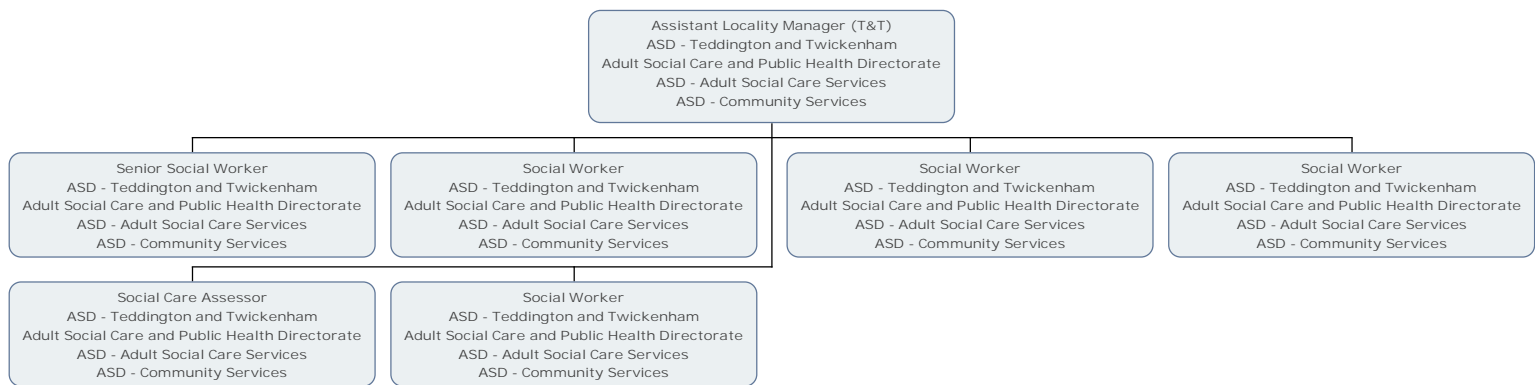 Assistant Locality Manager (T&T)
ASD - Teddington and Twickenham
Adult Social Care and Public Health Directorate
ASD - Adult Social Care Services
ASD - Community Services
Senior Social Worker
ASD - Teddington and Twickenham
Adult Social Care and Public Health Directorate
ASD - Adult Social Care Services
ASD - Community Services
Social Worker
ASD - Teddington and Twickenham
Adult Social Care and Public Health Directorate
ASD - Adult Social Care Services
ASD - Community Services
Social Worker
ASD - Teddington and Twickenham
Adult Social Care and Public Health Directorate
ASD - Adult Social Care Services
ASD - Community Services
Social Worker
ASD - Teddington and Twickenham
Adult Social Care and Public Health Directorate
ASD - Adult Social Care Services
ASD - Community Services
Social Care Assessor
ASD - Teddington and Twickenham
Adult Social Care and Public Health Directorate
ASD - Adult Social Care Services
ASD - Community Services
Social Worker
ASD - Teddington and Twickenham
Adult Social Care and Public Health Directorate
ASD - Adult Social Care Services
ASD - Community Services